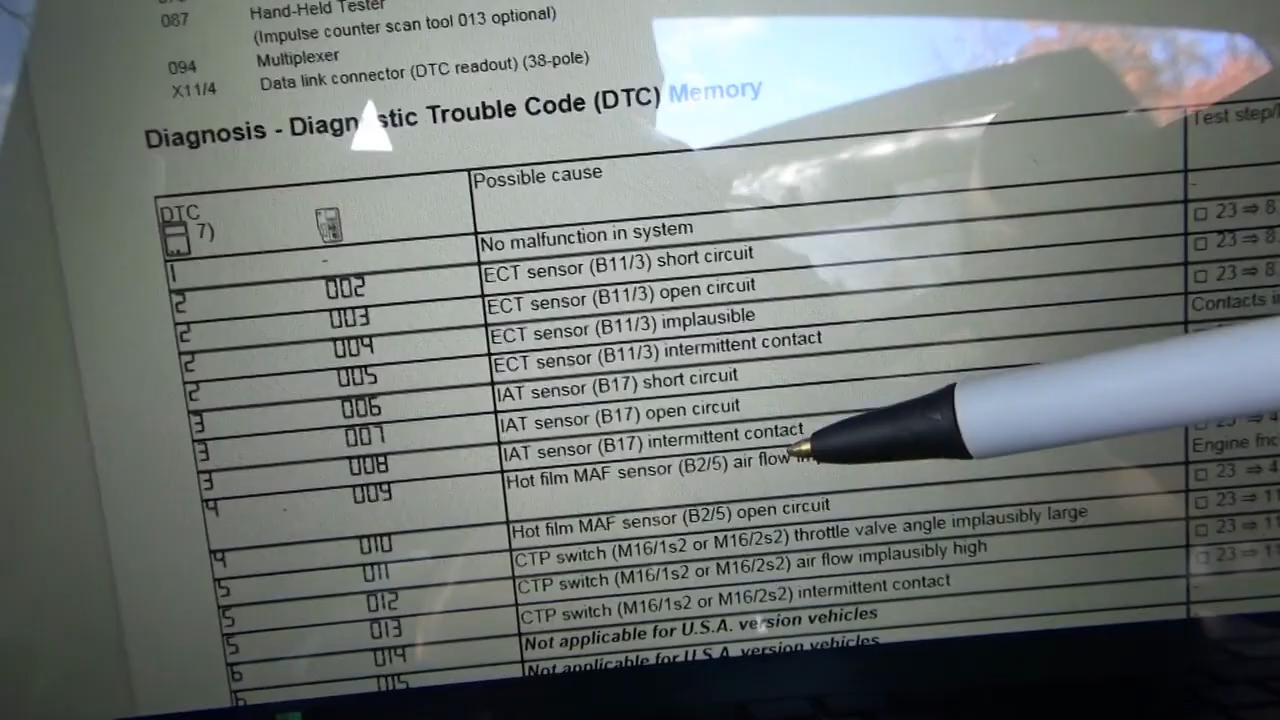 087 Hand-Held Tester
(Impulse counter scan tool 013 optional)
094 Multiplexer
X11/4 Data link connector (DTC readout) (38-pole)
Diagnosis - Diagnostic Trouble Code (DTC) Memory
DTC 7) Possible cause Test step/
1 - No malfunction in system -
2 002 ECT sensor (B11/3) short circuit 23 ⇒ 8
2 003 ECT sensor (B11/3) open circuit 23 ⇒ 8
2 004 ECT sensor (B11/3) implausible 23 ⇒ 8
2 005 ECT sensor (B11/3) intermittent contact Contacts i
3 006 IAT sensor (B17) short circuit
3 007 IAT sensor (B17) open circuit
3 008 IAT sensor (B17) intermittent contact
4 009 Hot film MAF sensor (B2/5) air flow Engine
4 010 Hot film MAF sensor (B2/5) open circuit 23 ⇒ 4
5 011 CTP switch (M16/1s2 or M16/2s2) throttle valve angle implausibly large 23 ⇒ 1
5 012 CTP switch (M16/1s2 or M16/2s2) air flow implausibly high 23 ⇒ 1
5 013 CTP switch (M16/1s2 or M16/2s2) intermittent contact 23 ⇒ 1
6 014 Not applicable for U.S.A. version vehicles -
6 015 Not applicable for U.S.A. version vehicles